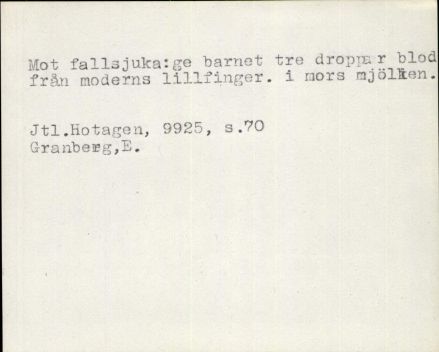 Mot fallsjuka:ge barnet tre droppar blod
från moderns lillfinger. i mors mjölken.
Jtl.Hotagen, 9925, s.70
Granberg,E.